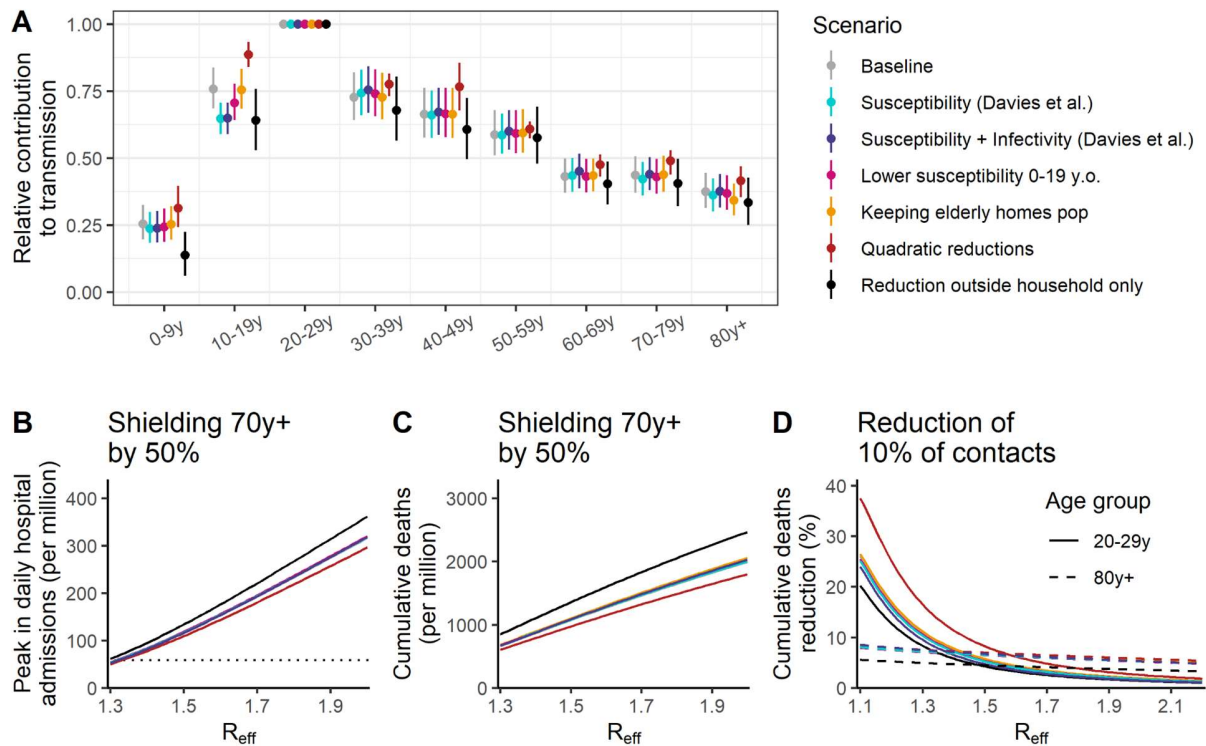 A
Relative contribution
to transmission
1.00
0.75
0.50
0.25
0.00
0-9y
10-19y
20-29y
30-39y
40-49y
50-59y
60-69y
70-79y
80y+
Scenario
Baseline
Susceptibility (Davies et al.)
Susceptibility + Infectivity (Davies et al.)
Lower susceptibility 0-19 y.o.
Keeping elderly homes pop
Quadratic reductions
Reduction outside household only
B
Shielding 70y+
by 50%
Peak in daily hospital
admissions (per million)
400
300
200
100
0
1.3
1.5
1.7
1.9
Reff
C
Shielding 70y+
by 50%
Cumulative deaths
(per million)
3000
2000
1000
0
1.3
1.5
1.7
1.9
Reff
D
Reduction of
10% of contacts
Cumulative deaths
reduction (%)
40
30
20
10
0
1.1
1.3
1.5
1.7
1.9
2.1
Reff
Age group
20-29y
80y+